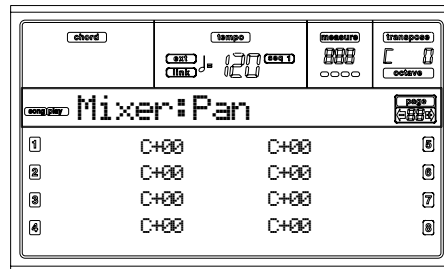 chord tempo measure transpose
ext 120 seq 1 888 C 0
link octave
song play Mixer:Pan page
88
1 C+00 C+00 5
2 C+00 C+00 6
3 C+00 C+00 7
4 C+00 C+00 8